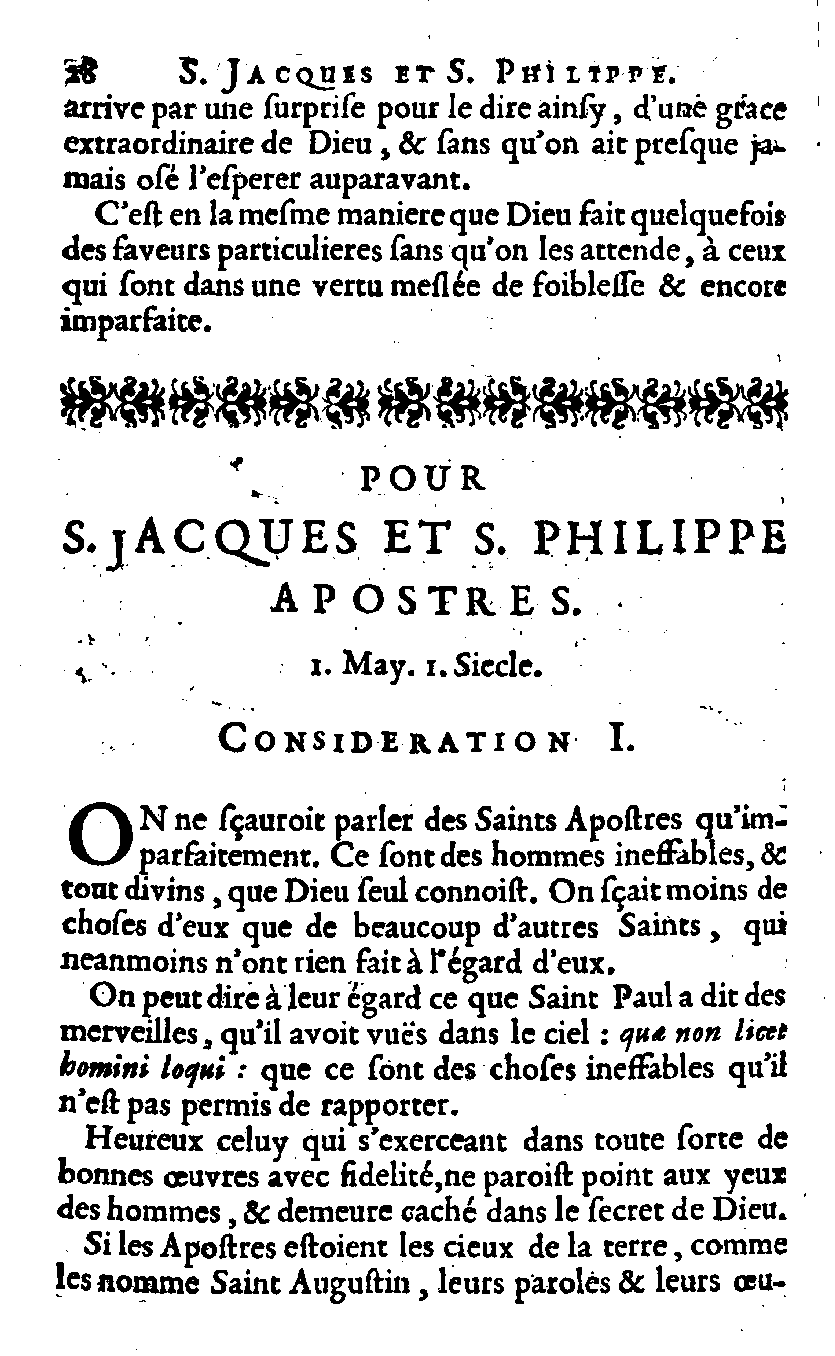 28 S. JACQUES ET S. PHILIPPE.
arrive par une ſurpriſe pour le dire ainſy, d'une grace
extraordinaire de Dieu, & ſans qu'on ait preſque ja-
mais oſé l'eſperer auparavant.
C'eſt en la meſme maniere que Dieu fait quelquefois
des faveurs particulieres ſans qu'on les attende, à ceux
qui ſont dans une vertu meſlée de foibleſſe & encore
imparfaite.
POUR
S. JACQUES ET S. PHILIPPE
APOSTRES.
1. May. 1. Siecle.
CONSIDERATION I.
ON ne ſçauroit parler des Saints Apoſtres qu'im-
parfaitement. Ce ſont des hommes ineffables, &
tout divins, que Dieu ſeul connoiſt. On ſçait moins de
choſes d'eux que de beaucoup d'autres Saints, qui
neanmoins n'ont rien fait à l'égard d'eux.
On peut dire à leur égard ce que Saint Paul a dit des
merveilles, qu'il avoit vuës dans le ciel : quæ non licet
homini loqui : que ce ſont des choſes ineffables qu'il
n'eſt pas permis de rapporter.
Heureux celuy qui s'exerceant dans toute ſorte de
bonnes œuvres avec fidelité, ne paroiſt point aux yeux
des hommes, & demeure caché dans le ſecret de Dieu.
Si les Apoſtres eſtoient les cieux de la terre, comme
les nomme Saint Auguſtin, leurs paroles & leurs œu-